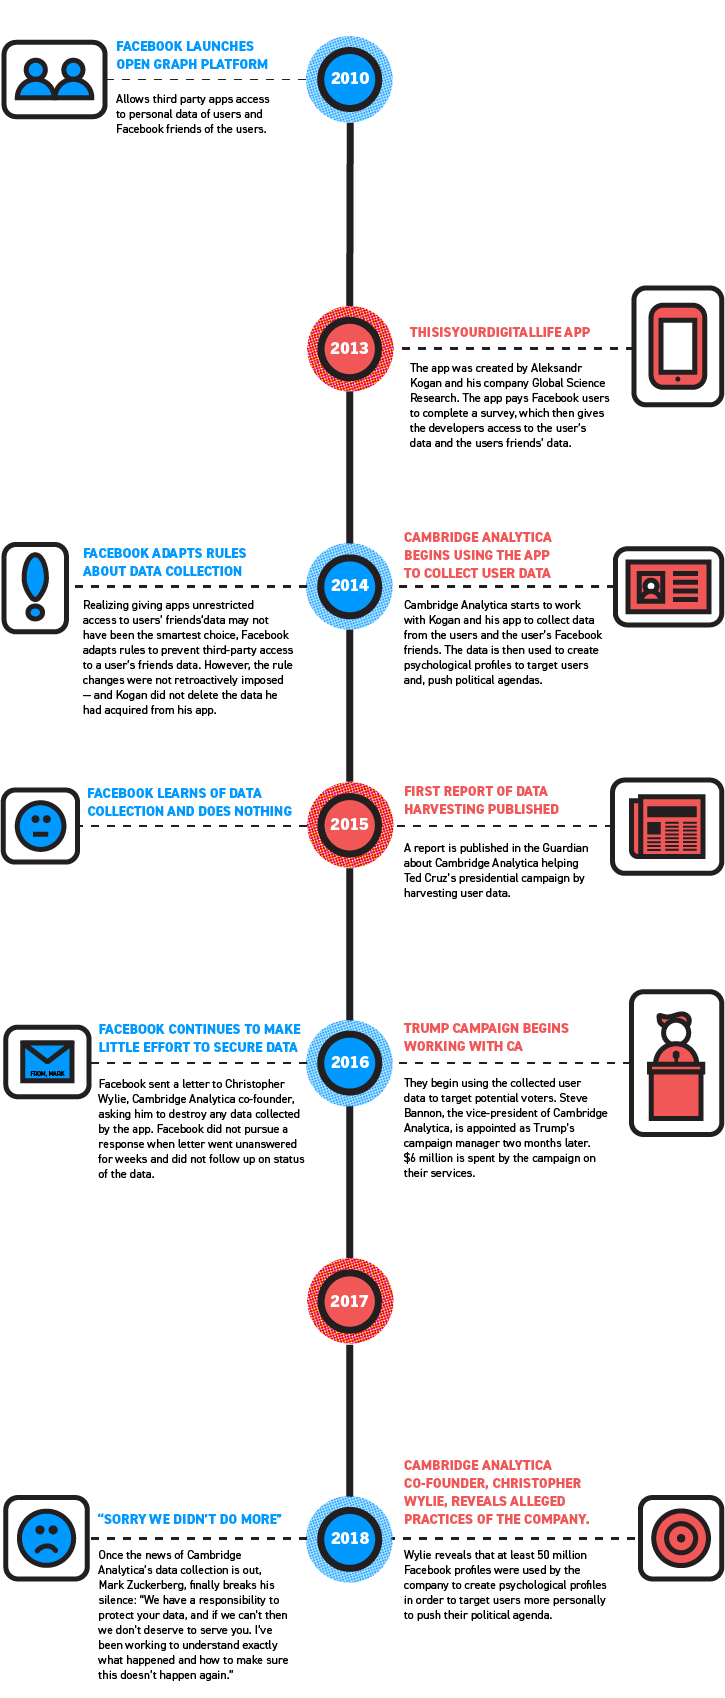 FACEBOOK LAUNCHES
OPEN GRAPH PLATFORM
2010
Allows third party apps access
to personal data of users and
Facebook friends of the users.
THISISYOURDIGITALLIFE APP
2013
The app was created by Aleksandr
Kogan and his company Global Science
Research. The app pays Facebook users
to complete a survey, which then gives
the developers access to the user's
data and the users friends' data.
FACEBOOK ADAPTS RULES
ABOUT DATA COLLECTION
2014
Realizing giving apps unrestricted
access to users' friends'data may not
have been the smartest choice, Facebook
adapts rules to prevent third-party access
to a user's friends data. However, the rule
changes were not retroactively imposed
— and Kogan did not delete the data he
had acquired from his app.
CAMBRIDGE ANALYTICA
BEGINS USING THE APP
TO COLLECT USER DATA
Cambridge Analytica starts to work
with Kogan and his app to collect data
from the users and the user's Facebook
friends. The data is then used to create
psychological profiles to target users
and, push political agendas.
FACEBOOK LEARNS OF DATA
COLLECTION AND DOES NOTHING
2015
FIRST REPORT OF DATA
HARVESTING PUBLISHED
A report is published in the Guardian
about Cambridge Analytica helping
Ted Cruz's presidential campaign by
harvesting user data.
FACEBOOK CONTINUES TO MAKE
LITTLE EFFORT TO SECURE DATA
FROM, MARK
2016
Facebook sent a letter to Christopher
Wylie, Cambridge Analytica co-founder,
asking him to destroy any data collected
by the app. Facebook did not pursue a
response when letter went unanswered
for weeks and did not follow up on status
of the data.
TRUMP CAMPAIGN BEGINS
WORKING WITH CA
They begin using the collected user
data to target potential voters. Steve
Bannon, the vice-president of Cambridge
Analytica, is appointed as Trump's
campaign manager two months later.
$6 million is spent by the campaign on
their services.
2017
"SORRY WE DIDN'T DO MORE"
2018
Once the news of Cambridge
Analytica's data collection is out,
Mark Zuckerberg, finally breaks his
silence: "We have a responsibility to
protect your data, and if we can't then
we don't deserve to serve you. I've
been working to understand exactly
what happened and how to make sure
this doesn't happen again."
CAMBRIDGE ANALYTICA
CO-FOUNDER, CHRISTOPHER
WYLIE, REVEALS ALLEGED
PRACTICES OF THE COMPANY.
Wylie reveals that at least 50 million
Facebook profiles were used by the
company to create psychological profiles
in order to target users more personally
to push their political agenda.